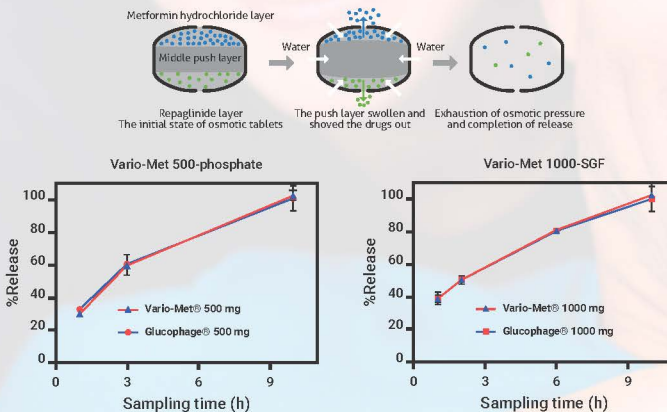 Metformin hydrochloride layer
Middle push layer
Water
Water
Repaglinide layer
The initial state of osmotic tablets
The push layer swollen and
shoved the drugs out
Exhaustion of osmotic pressure
and completion of release
Vario-Met 500-phosphate
%Release
100
80
60
40
20
0
Vario-Met® 500 mg
Glucophage® 500 mg
0
3
6
9
Sampling time (h)
Vario-Met 1000-SGF
%Release
100
80
60
40
20
0
Vario-Met® 1000 mg
Glucophage® 1000 mg
0
3
6
9
Sampling time (h)